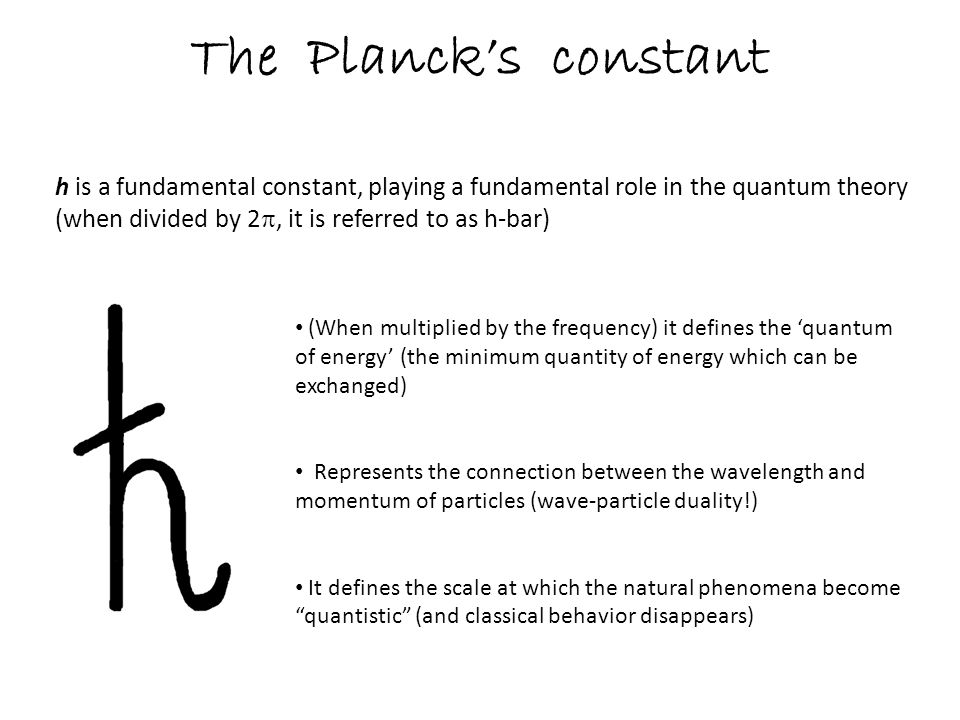 The Planck’s constant
h is a fundamental constant, playing a fundamental role in the quantum theory
(when divided by 2π, it is referred to as h-bar)
ħ
• (When multiplied by the frequency) it defines the ‘quantum
of energy’ (the minimum quantity of energy which can be
exchanged)
• Represents the connection between the wavelength and
momentum of particles (wave-particle duality!)
• It defines the scale at which the natural phenomena become
“quantistic” (and classical behavior disappears)